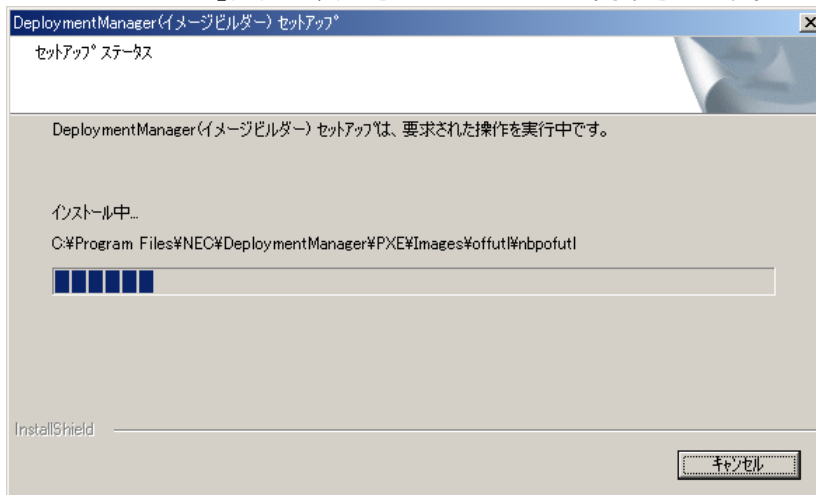 DeploymentManager(イメージビルダー) セットアップ
セットアップ ステータス
DeploymentManager(イメージビルダー) セットアップは、要求された操作を実行中です。
インストール中...
C:¥Program Files¥NEC¥DeploymentManager¥PXE¥Images¥offutl¥nbpofutl
InstallShield
キャンセル